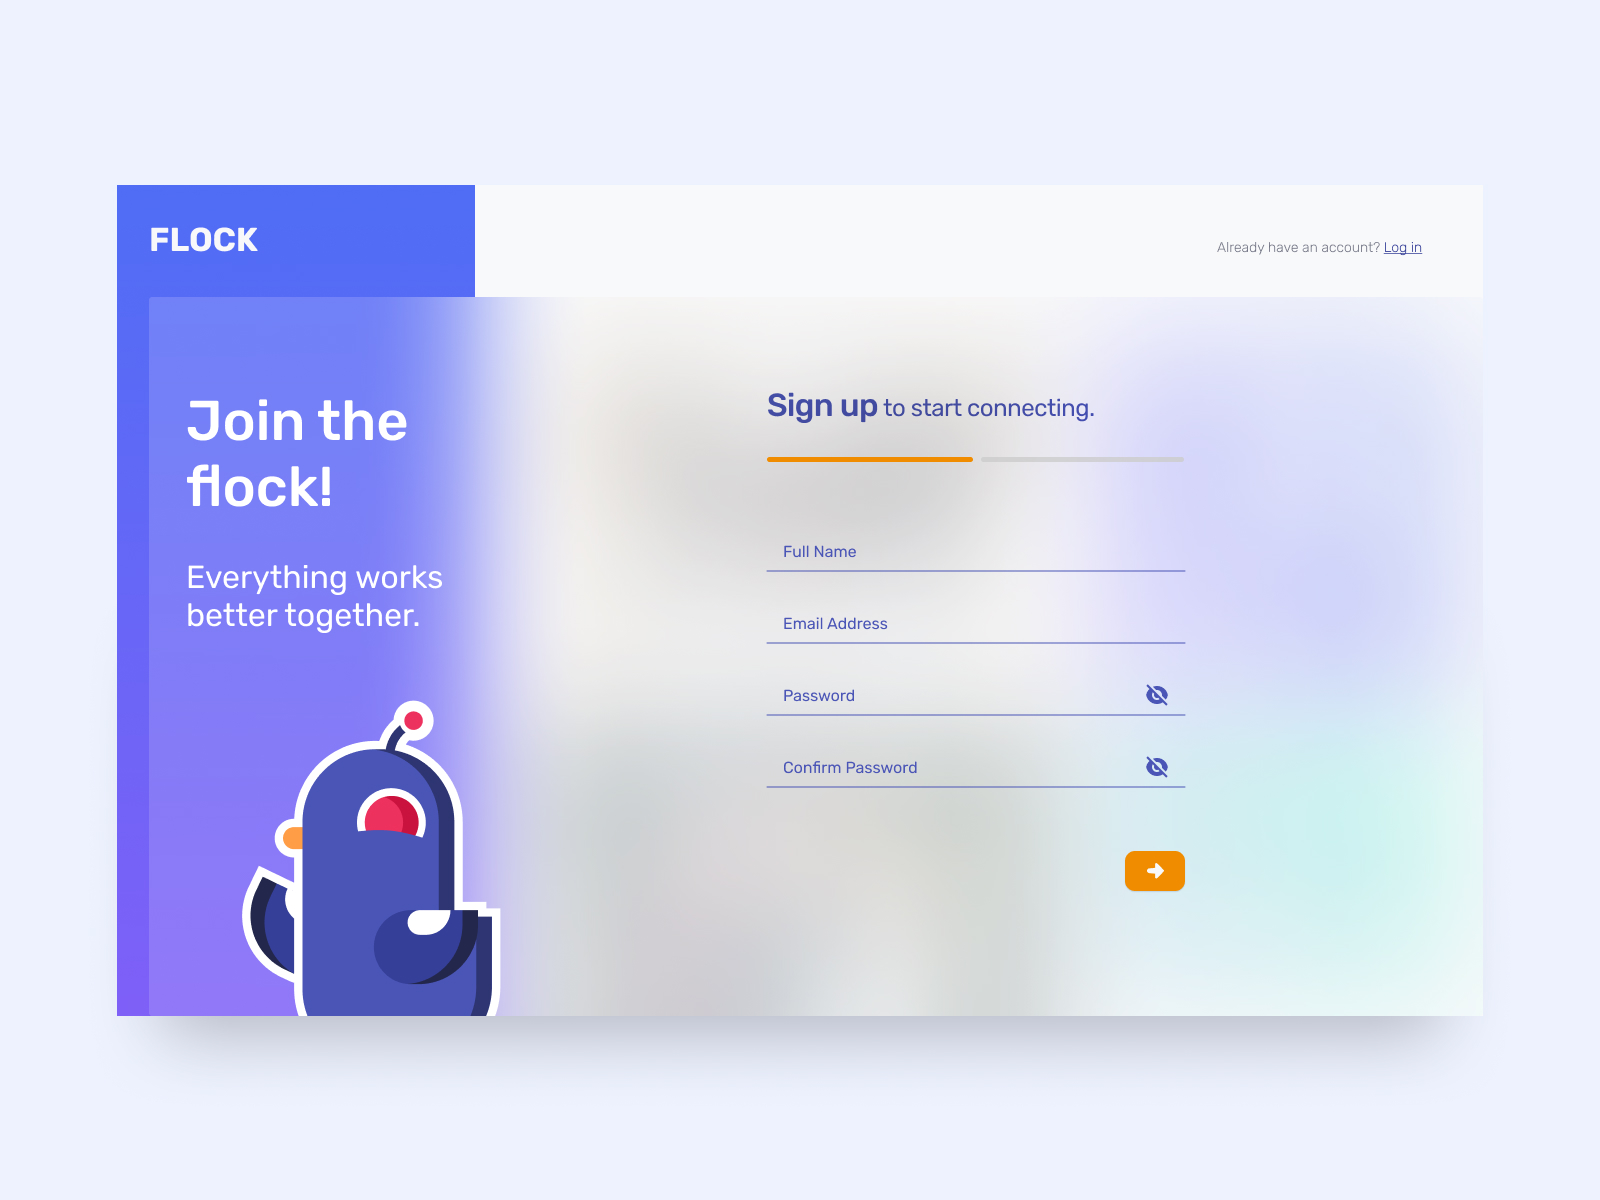 FLOCK
Already have an account? Log in
Join the
flock!
Everything works
better together.
Sign up to start connecting.
Full Name
Email Address
Password
Confirm Password